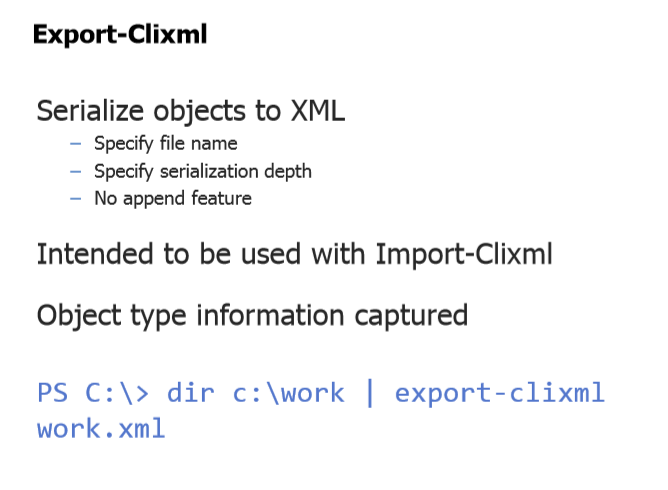 Export-Clixml
Serialize objects to XML
– Specify file name
– Specify serialization depth
– No append feature
Intended to be used with Import-Clixml
Object type information captured
PS C:\> dir c:\work | export-clixml
work.xml